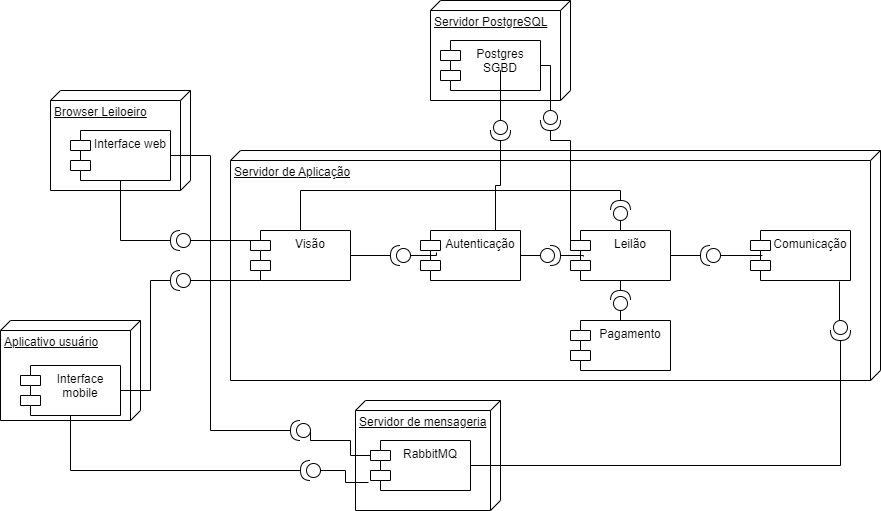 Servidor PostgreSQL
Postgres
SGBD
Browser Leiloeiro
Interface web
Servidor de Aplicação
Visão
Autenticação
Leilão
Comunicação
Pagamento
Aplicativo usuário
Interface
mobile
Servidor de mensageria
RabbitMQ